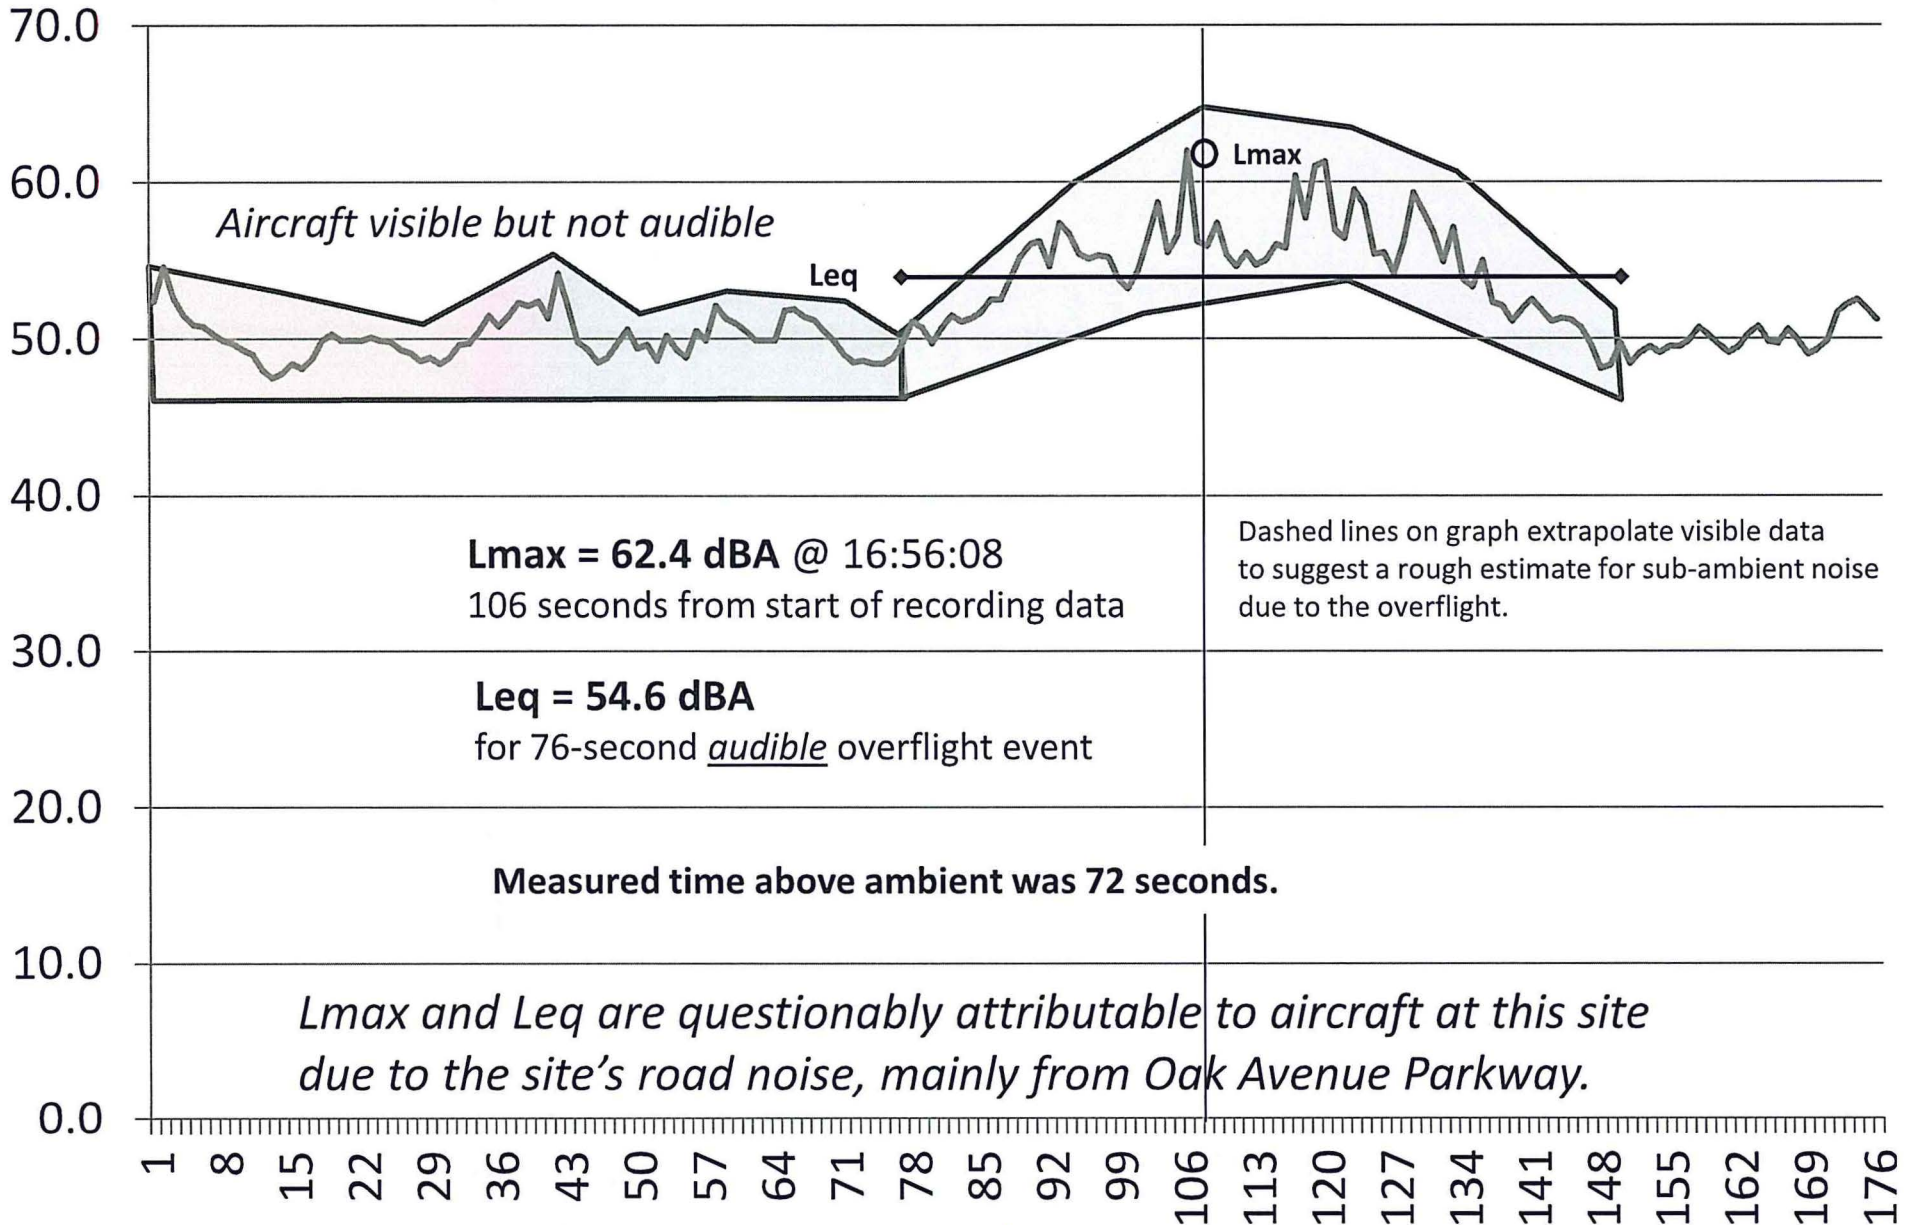 70.0
60.0
50.0
40.0
30.0
20.0
10.0
0.0
Aircraft visible but not audible
Leq
Lmax
Lmax = 62.4 dBA @ 16:56:08
106 seconds from start of recording data
Dashed lines on graph extrapolate visible data
to suggest a rough estimate for sub-ambient noise
due to the overflight.
Leq = 54.6 dBA
for 76-second audible overflight event
Measured time above ambient was 72 seconds.
Lmax and Leq are questionably attributable to aircraft at this site
due to the site's road noise, mainly from Oak Avenue Parkway.
1 8 15 22 29 36 43 50 57 64 71 78 85 92 99 106 113 120 127 134 141 148 155 162 169 176